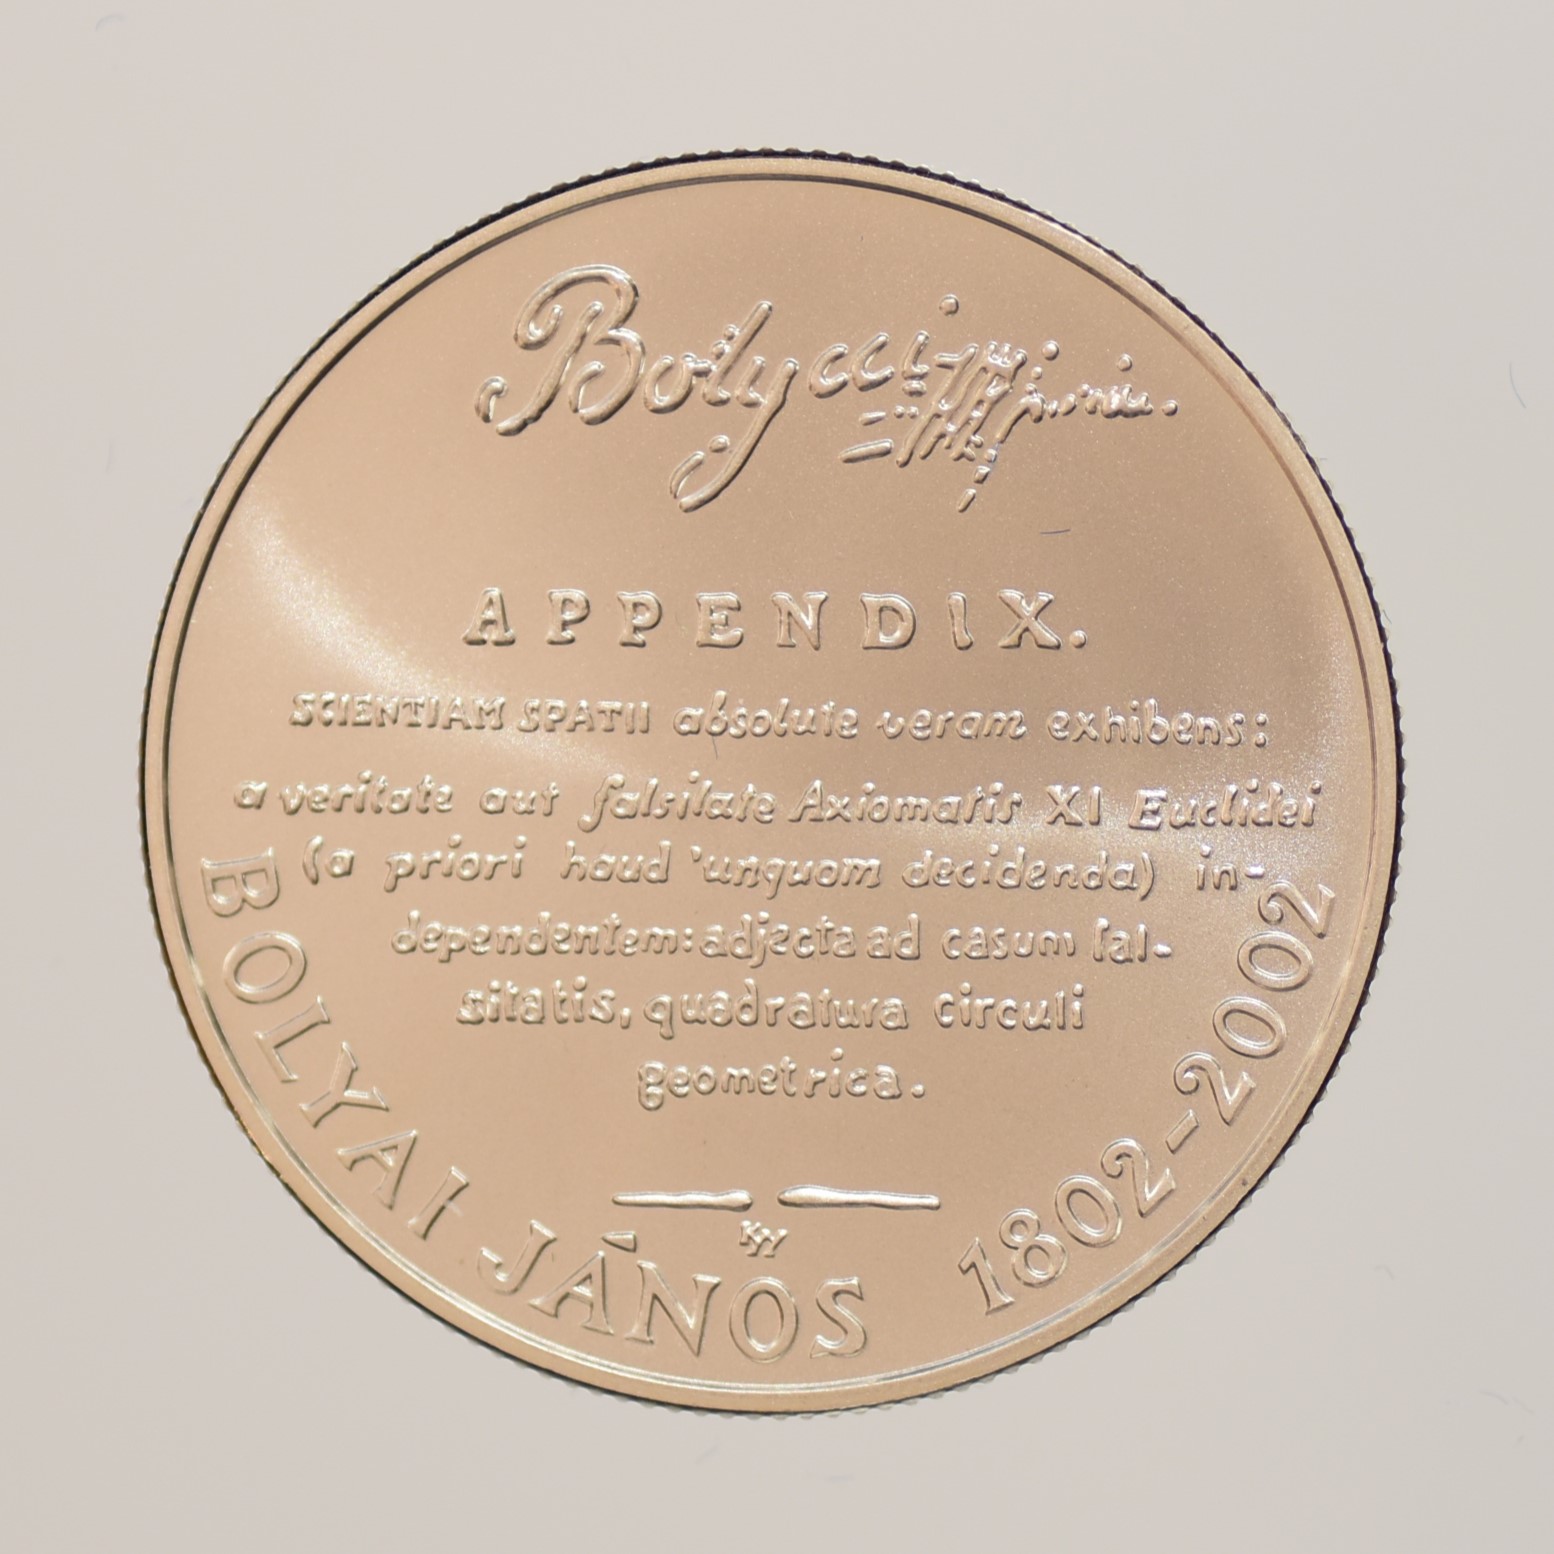 Bolyai
APPENDIX.
SCIENTIAM SPATII absolute veram exhibens:
a veritate aut falsitate Axiomatis XI Euclidei
(a priori haud 'unquam decidenda) in-
dependentem: adjecta ad casum fal-
sitatis, quadratura circuli
geometrica.
BOLYAI JÁNOS 1802-2002